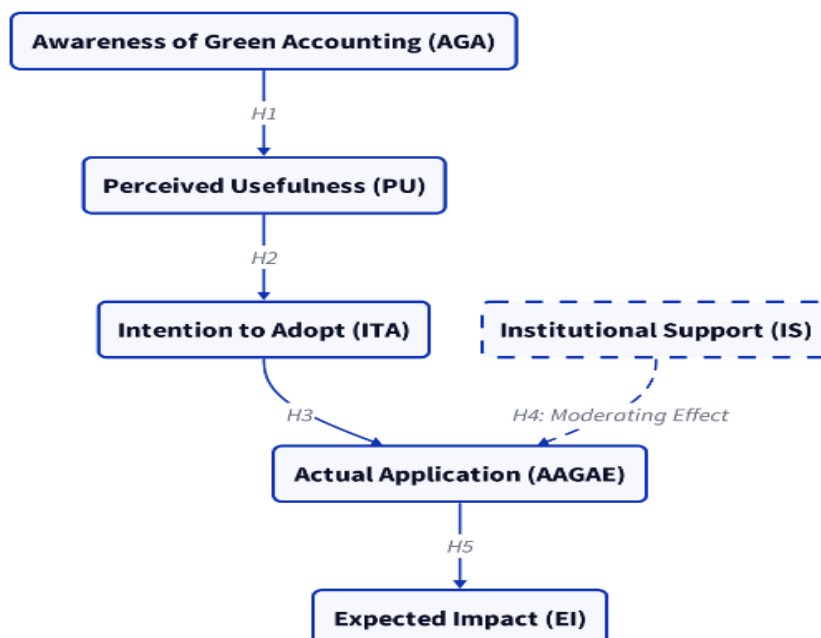 Awareness of Green Accounting (AGA)
H1
Perceived Usefulness (PU)
H2
Intention to Adopt (ITA)
Institutional Support (IS)
H3
H4: Moderating Effect
Actual Application (AAGAE)
H5
Expected Impact (EI)